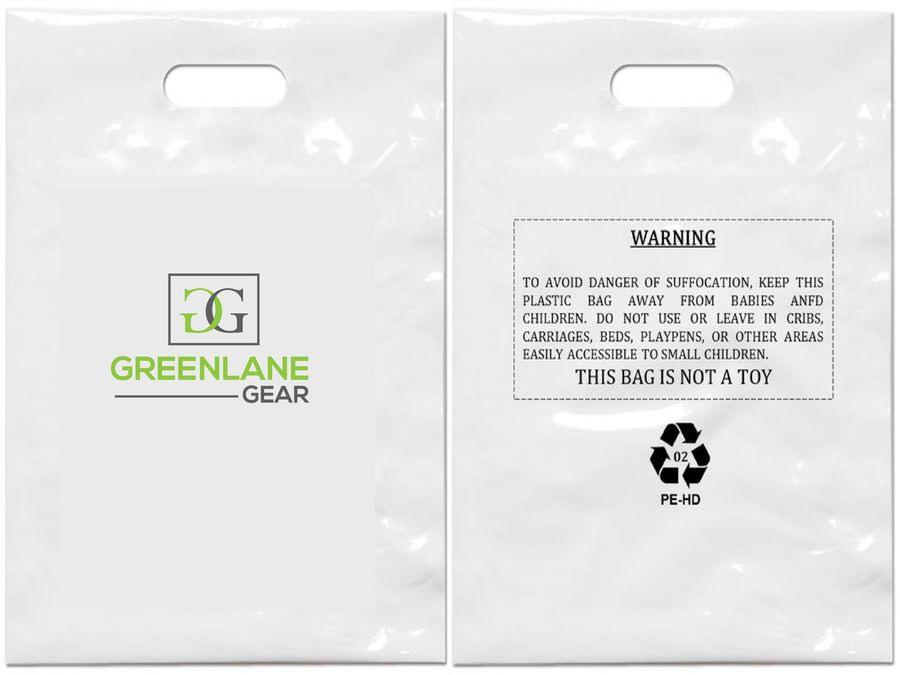 GG
GREENLANE
GEAR
WARNING
TO AVOID DANGER OF SUFFOCATION, KEEP THIS
PLASTIC BAG AWAY FROM BABIES ANFD
CHILDREN. DO NOT USE OR LEAVE IN CRIBS,
CARRIAGES, BEDS, PLAYPENS, OR OTHER AREAS
EASILY ACCESSIBLE TO SMALL CHILDREN.
THIS BAG IS NOT A TOY
02
PE-HD